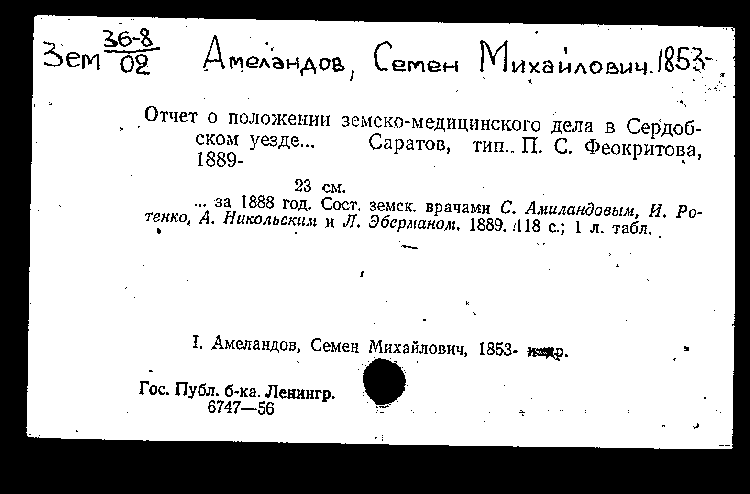 Зем 36-8/02 Амеландов, Семен Михайлович. 1853-
Отчет о положении земско-медицинского дела в Сердоб-
ском уезде... Саратов, тип. П. С. Феокритова,
1889-
23 см.
... за 1888 год. Сост. земск. врачами С. Амиландовым, И. Ро-
тенко, А. Никольским и Л. Эберманом. 1889. 118 с.; 1 л. табл.
I. Амеландов, Семен Михайлович, 1853-
Гос. Публ. б-ка. Ленингр.
6747—56